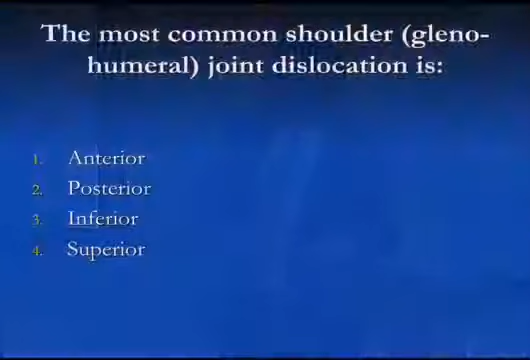 The most common shoulder (gleno-
humeral) joint dislocation is:
1. Anterior
2. Posterior
3. Inferior
4. Superior